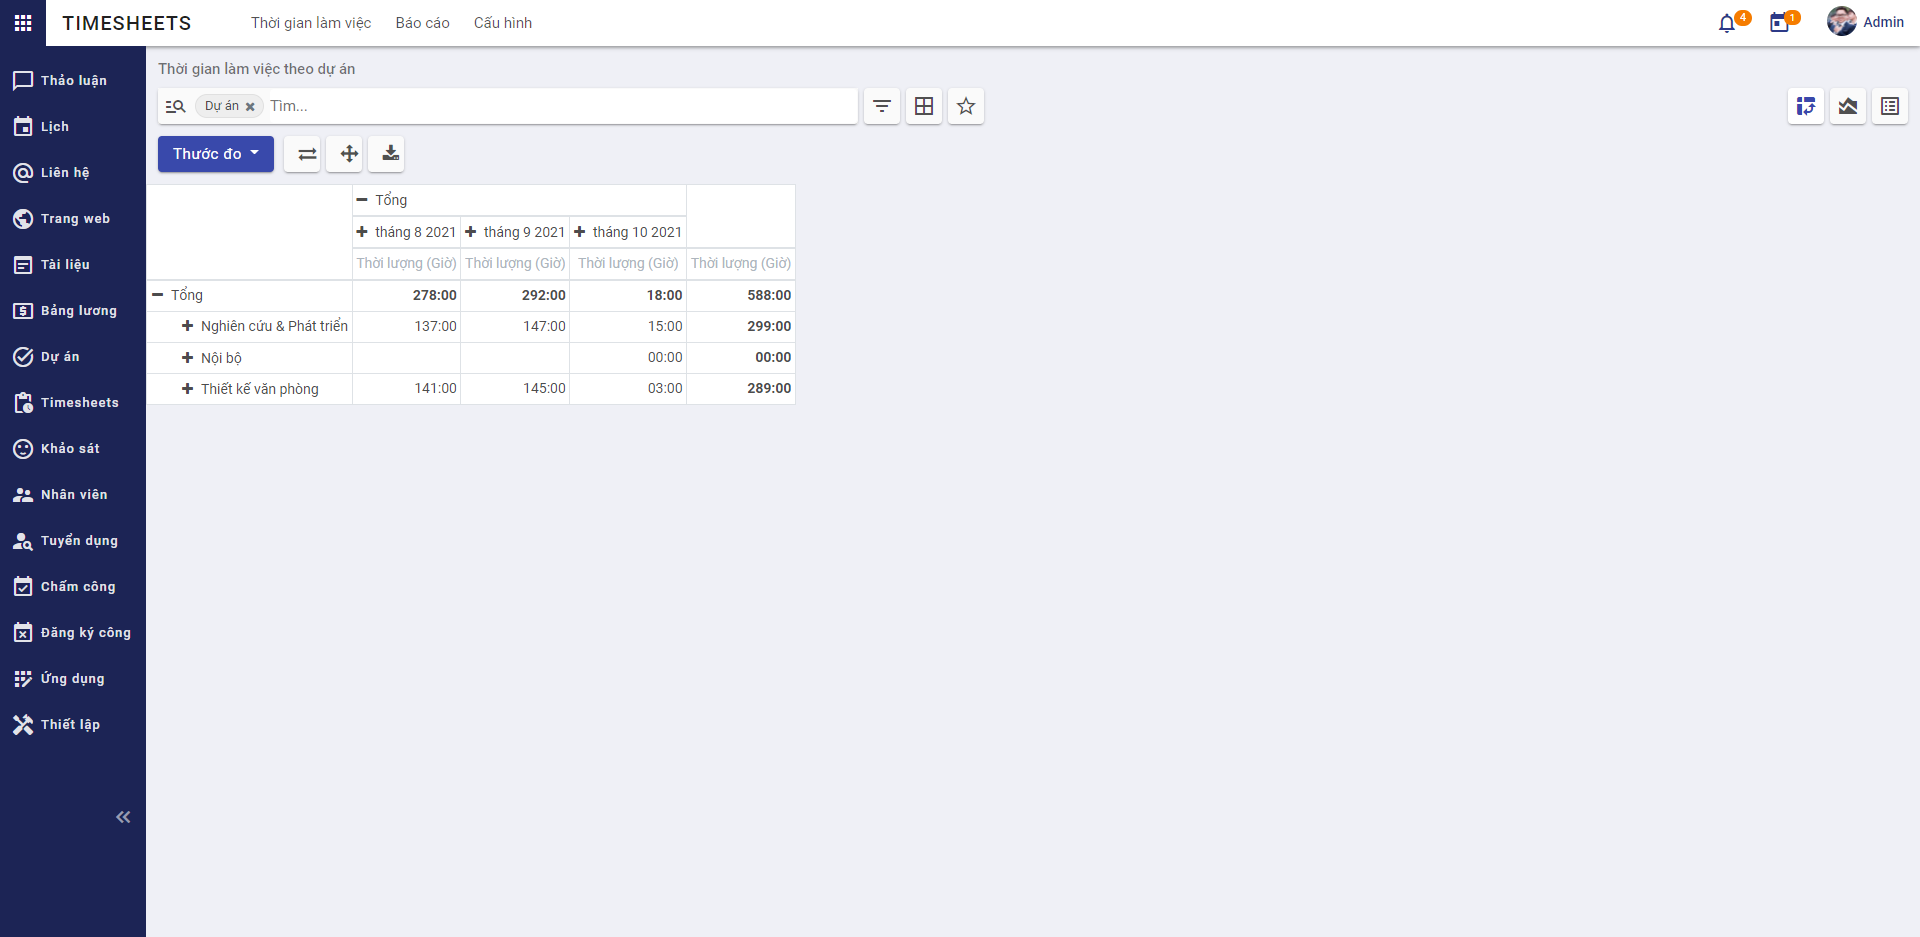 TIMESHEETS
Thời gian làm việc Báo cáo Cấu hình
4
1
Admin
Thảo luận
Lịch
Liên hệ
Trang web
Tài liệu
Bảng lương
Dự án
Timesheets
Khảo sát
Nhân viên
Tuyển dụng
Chấm công
Đăng ký công
Ứng dụng
Thiết lập
Thời gian làm việc theo dự án
Dự án Tìm...
Thước đo
Tổng
tháng 8 2021 tháng 9 2021 tháng 10 2021
Thời lượng (Giờ) Thời lượng (Giờ) Thời lượng (Giờ) Thời lượng (Giờ)
Tổng 278:00 292:00 18:00 588:00
Nghiên cứu & Phát triển 137:00 147:00 15:00 299:00
Nội bộ 00:00 00:00
Thiết kế văn phòng 141:00 145:00 03:00 289:00